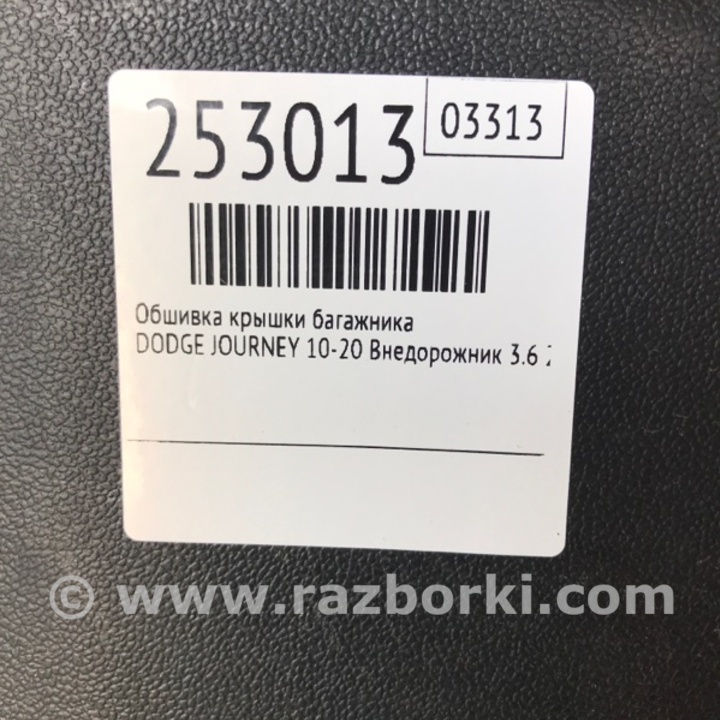 253013
03313
Обшивка крышки багажника
DODGE JOURNEY 10-20 Внедорожник 3.6
© www.razborki.com